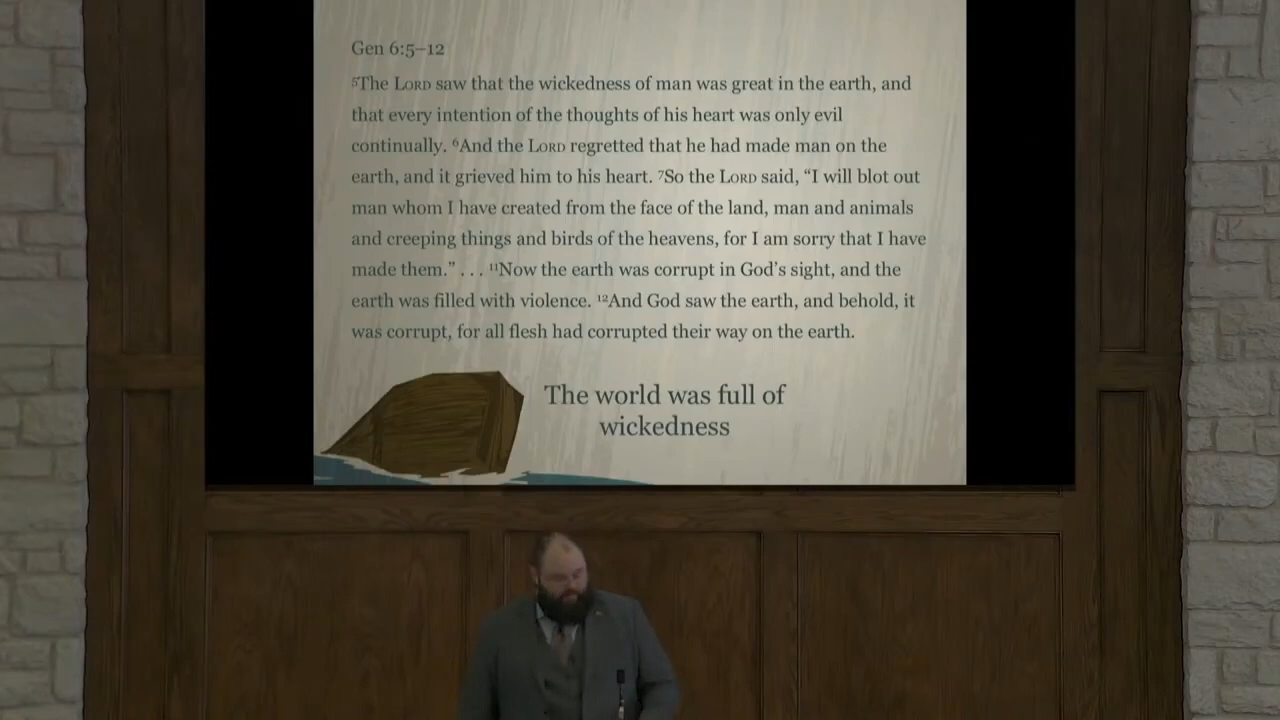 Gen 6:5–12
⁵The LORD saw that the wickedness of man was great in the earth, and
that every intention of the thoughts of his heart was only evil
continually. ⁶And the LORD regretted that he had made man on the
earth, and it grieved him to his heart. ⁷So the LORD said, “I will blot out
man whom I have created from the face of the land, man and animals
and creeping things and birds of the heavens, for I am sorry that I have
made them.” . . . ¹¹Now the earth was corrupt in God’s sight, and the
earth was filled with violence. ¹²And God saw the earth, and behold, it
was corrupt, for all flesh had corrupted their way on the earth.
The world was full of
wickedness